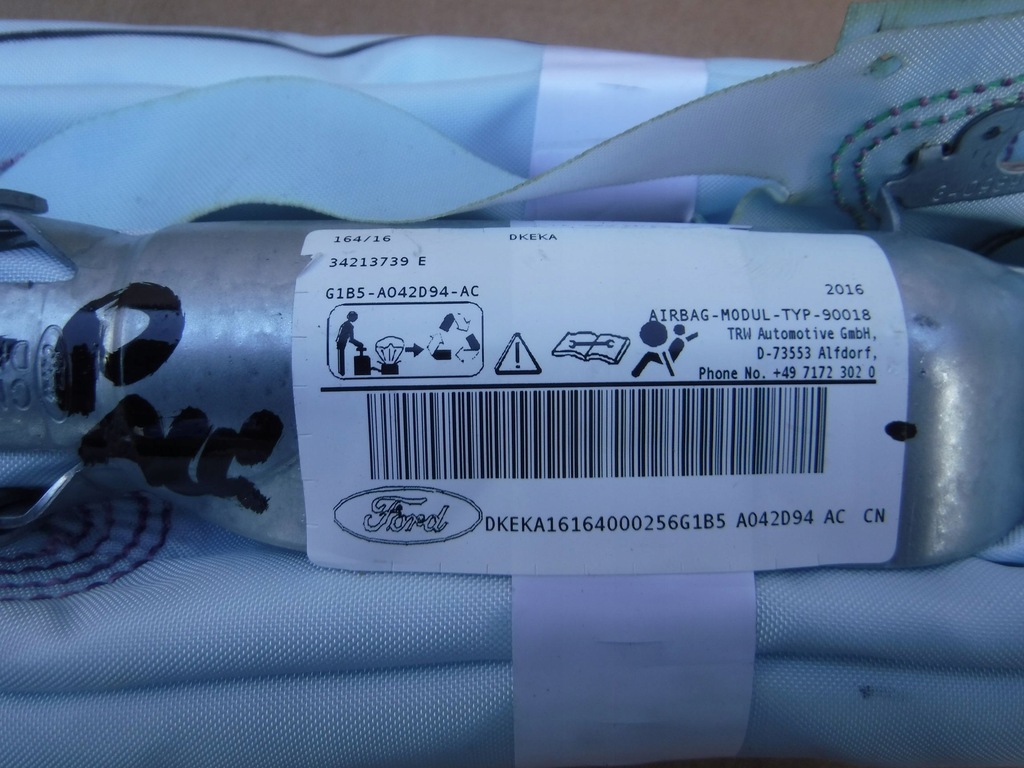 164/16
DKEKA
34213739 E
G1B5-A042D94-AC
2016
AIRBAG-MODUL-TYP-90018
TRW Automotive GmbH,
D-73553 Alfdorf,
Phone No. +49 7172 302 0
Ford
DKEKA16164000256G1B5 A042D94 AC CN